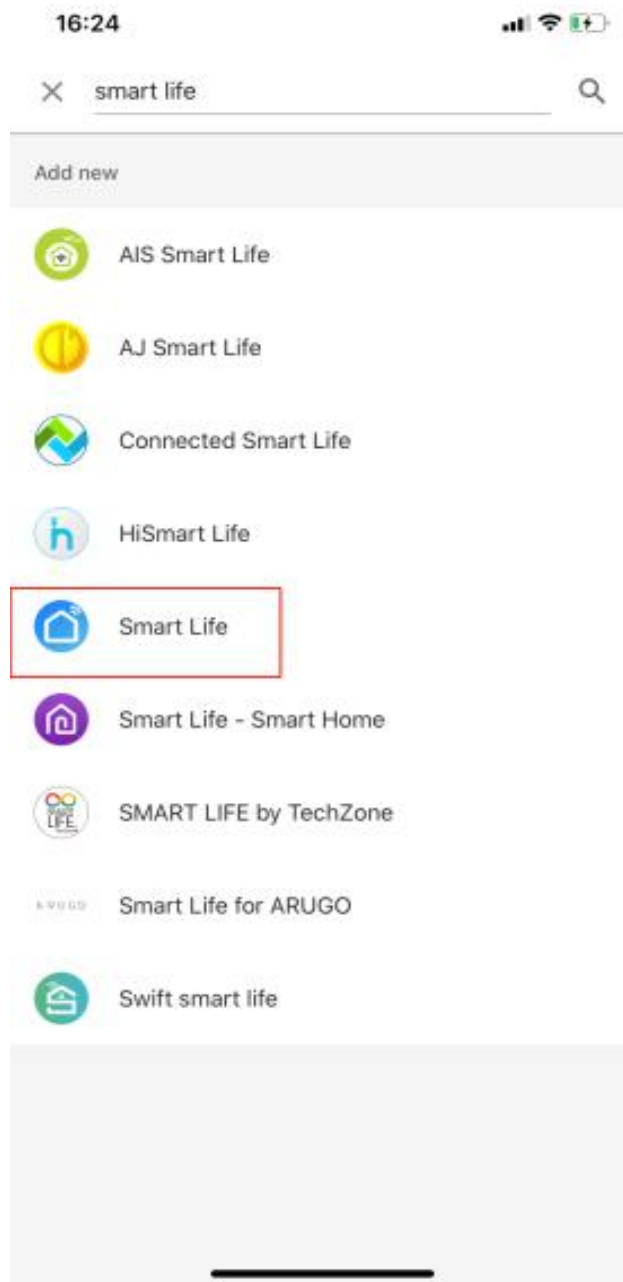 16:24
smart life
Add new
AIS Smart Life
AJ Smart Life
Connected Smart Life
HiSmart Life
Smart Life
Smart Life - Smart Home
SMART LIFE by TechZone
ARUGO
Smart Life for ARUGO
Swift smart life